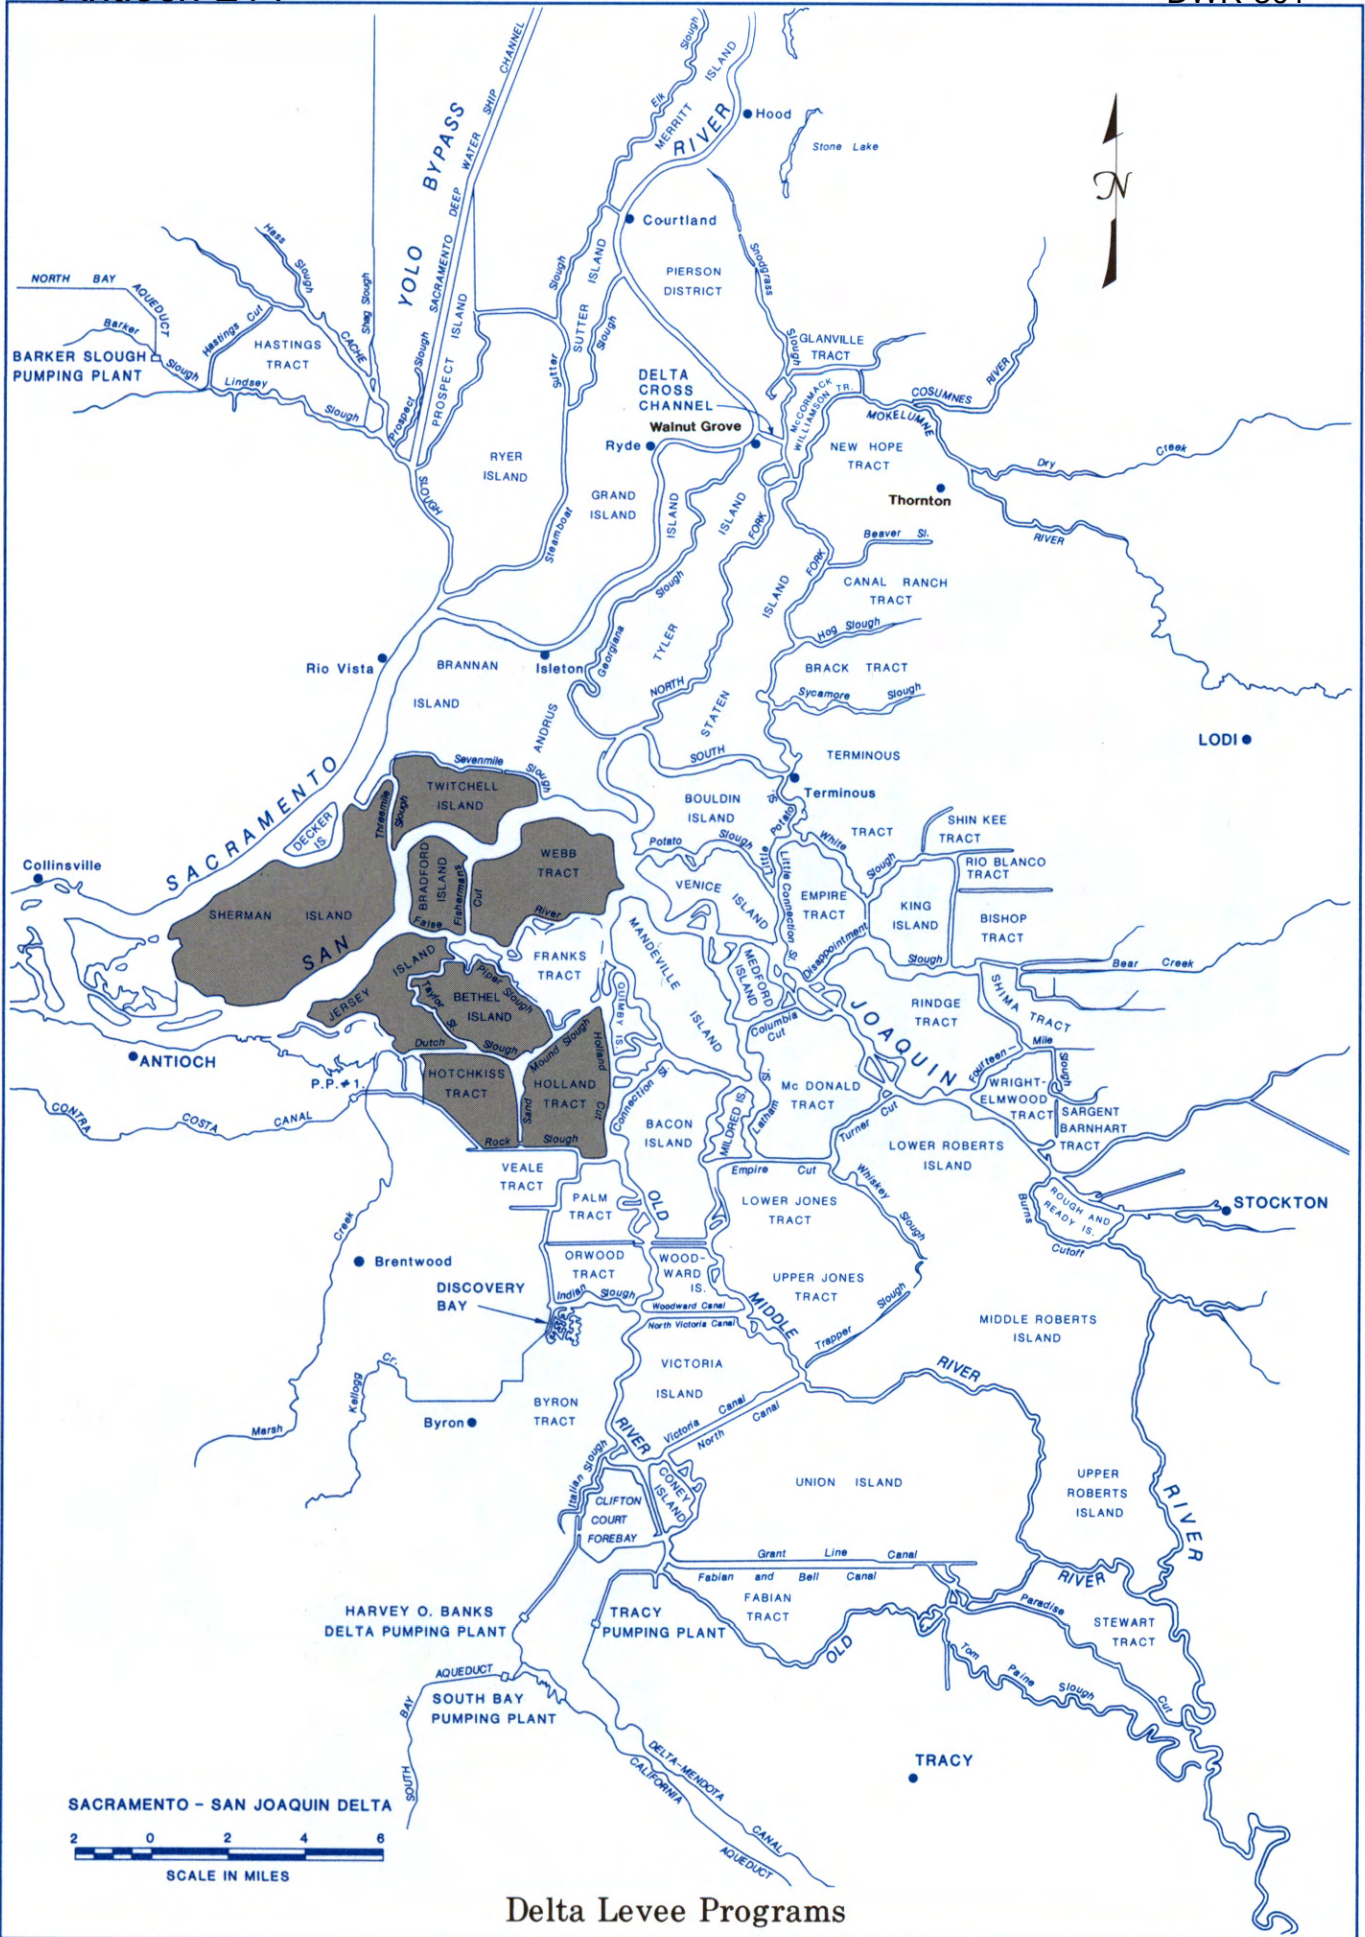 YOLO BYPASS
SACRAMENTO DEEP WATER SHIP CHANNEL
Elk Slough
MERRITT ISLAND
RIVER
Hood
Stone Lake
N
Courtland
Hass Slough
NORTH BAY AQUEDUCT
Barker Slough
BARKER SLOUGH
PUMPING PLANT
Hastings Cut
HASTINGS
TRACT
CACHE
Shag Slough
Lindsey Slough
Prospect Slough
PROSPECT ISLAND
SLOUGH
Sutter Slough
SUTTER ISLAND
Slough
PIERSON
DISTRICT
Snodgrass Slough
GLANVILLE
TRACT
DELTA
CROSS
CHANNEL
McCORMACK
WILLIAMSON TR.
COSUMNES RIVER
MOKELUMNE
RIVER
Dry Creek
Walnut Grove
Ryde
NEW HOPE
TRACT
Thornton
RYER
ISLAND
GRAND
ISLAND
Steamboat
ISLAND
ISLAND
FORK
Beaver Sl.
FORK
CANAL RANCH
TRACT
ISLAND
Hog Slough
BRACK TRACT
Sycamore Slough
Slough
Georgiana
TYLER
NORTH
STATEN
SOUTH
Rio Vista
BRANNAN
ISLAND
Isleton
ANDRUS
LODI
TERMINOUS
Terminous
TRACT
SACRAMENTO
Sevenmile Slough
TWITCHELL
ISLAND
Threemile Slough
DECKER
IS.
BOULDIN
ISLAND
Potato Slough
Little Potato Sl.
White Slough
SHIN KEE
TRACT
RIO BLANCO
TRACT
Collinsville
SHERMAN ISLAND
BRADFORD
ISLAND
Fishermans Cut
WEBB
TRACT
False River
VENICE ISLAND
Little Connection Sl.
EMPIRE
TRACT
KING
ISLAND
BISHOP
TRACT
Disappointment Slough
Bear Creek
SAN
JOAQUIN
JERSEY ISLAND
FRANKS
TRACT
Piper Slough
Taylor Sl.
BETHEL
ISLAND
MANDEVILLE ISLAND
QUIMBY IS.
MEDFORD
ISLAND
Columbia
Cut
RINDGE
TRACT
SHIMA TRACT
Fourteen-Mile Slough
ANTIOCH
P.P.#1.
Dutch Slough
Sand Mound Slough
Holland Cut
HOTCHKISS
TRACT
HOLLAND
TRACT
Rock Slough
Connection Sl.
BACON
ISLAND
MILDRED IS.
Latham Sl.
Mc DONALD
TRACT
Turner Cut
WRIGHT-
ELMWOOD
TRACT
SARGENT
BARNHART
TRACT
LOWER ROBERTS
ISLAND
CONTRA COSTA CANAL
VEALE
TRACT
PALM
TRACT
OLD
Empire Cut
Whiskey Slough
LOWER JONES
TRACT
ROUGH AND
READY IS.
Burns Cutoff
STOCKTON
Brentwood
Creek
DISCOVERY
BAY
ORWOOD
TRACT
WOOD-
WARD
IS.
Indian Slough
Woodward Canal
North Victoria Canal
MIDDLE
UPPER JONES
TRACT
Trapper Slough
MIDDLE ROBERTS
ISLAND
Marsh
Kellogg Cr.
Byron
BYRON
TRACT
VICTORIA
ISLAND
Victoria Canal
North Canal
RIVER
RIVER
Italian Slough
CLIFTON
COURT
FOREBAY
CONEY
ISLAND
UNION ISLAND
UPPER
ROBERTS
ISLAND
RIVER
Grant Line Canal
Fabian and Bell Canal
FABIAN
TRACT
RIVER
Paradise Cut
STEWART
TRACT
OLD
Tom Paine Slough
HARVEY O. BANKS
DELTA PUMPING PLANT
TRACY
PUMPING PLANT
SOUTH BAY AQUEDUCT
SOUTH BAY
PUMPING PLANT
DELTA-MENDOTA CANAL
CALIFORNIA AQUEDUCT
TRACY
SACRAMENTO – SAN JOAQUIN DELTA
2 0 2 4 6
SCALE IN MILES
Delta Levee Programs